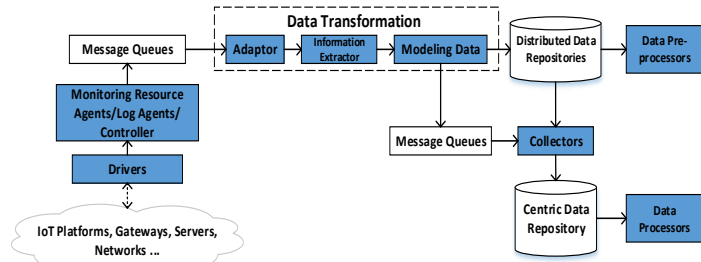 Data Transformation
Message Queues
Adaptor
Information
Extractor
Modeling Data
Distributed Data
Repositories
Data Pre-
processors
Monitoring Resource
Agents/Log Agents/
Controller
Message Queues
Collectors
Drivers
IoT Platforms, Gateways, Servers,
Networks ...
Centric Data
Repository
Data
Processors